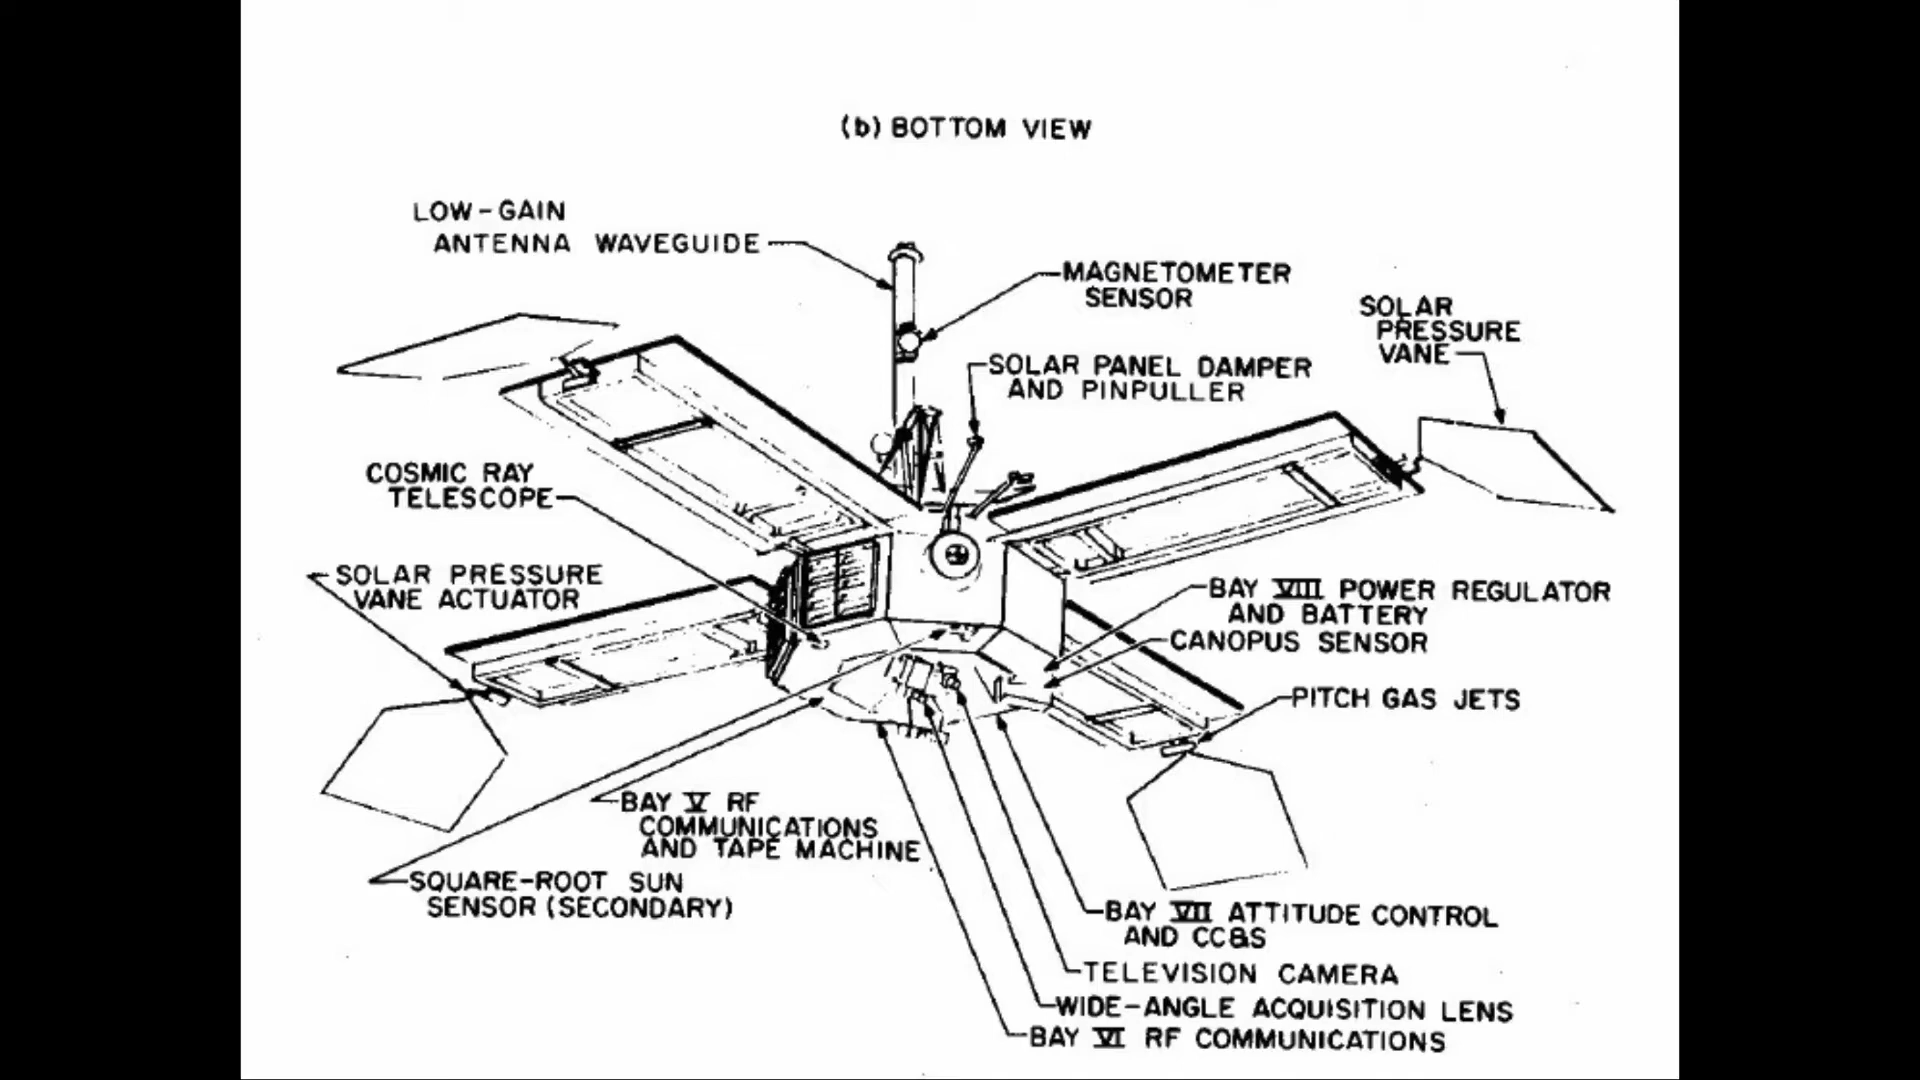 (b) BOTTOM VIEW
LOW-GAIN
ANTENNA WAVEGUIDE
MAGNETOMETER
SENSOR
SOLAR
PRESSURE
VANE
SOLAR PANEL DAMPER
AND PINPULLER
COSMIC RAY
TELESCOPE
SOLAR PRESSURE
VANE ACTUATOR
BAY VIII POWER REGULATOR
AND BATTERY
CANOPUS SENSOR
PITCH GAS JETS
BAY V RF
COMMUNICATIONS
AND TAPE MACHINE
SQUARE-ROOT SUN
SENSOR (SECONDARY)
BAY VII ATTITUDE CONTROL
AND CC&S
TELEVISION CAMERA
WIDE-ANGLE ACQUISITION LENS
BAY VI RF COMMUNICATIONS